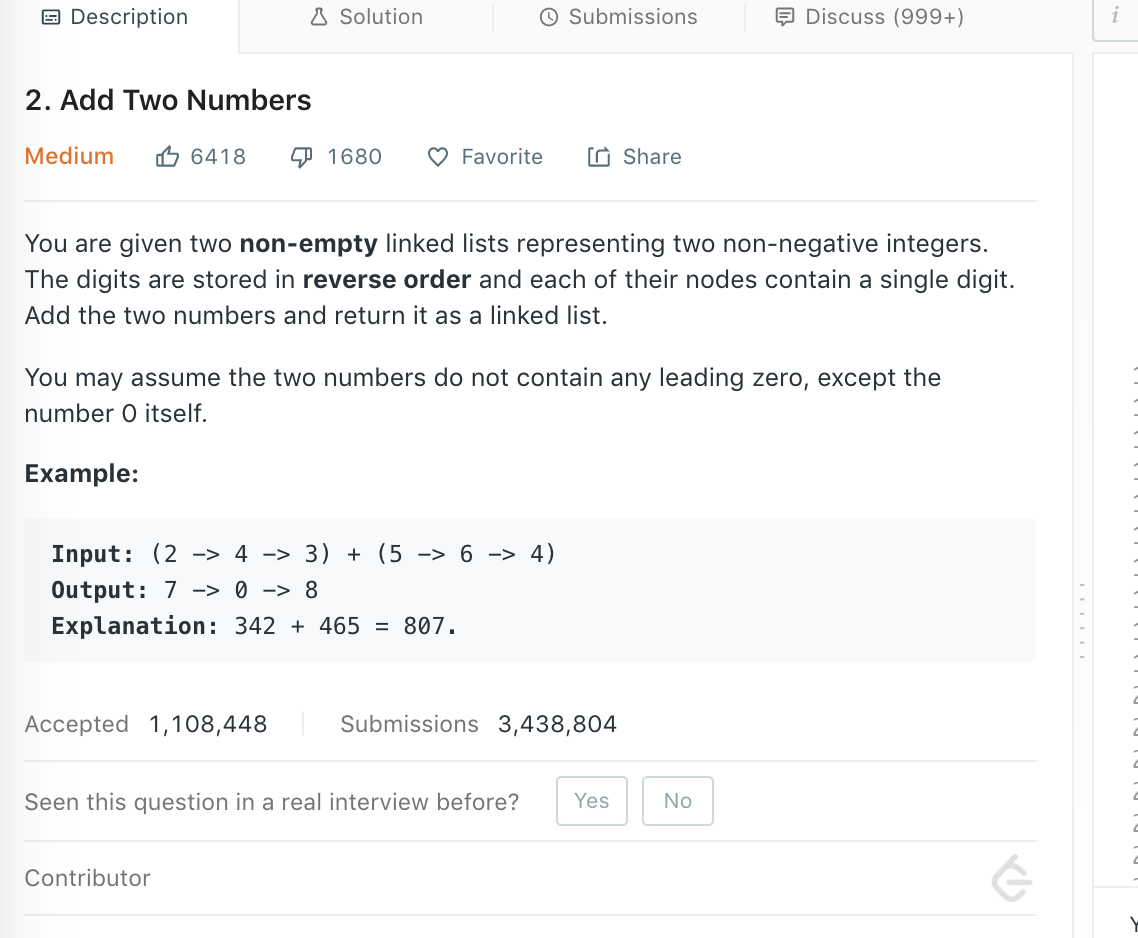 Description
Solution
Submissions
Discuss (999+)
i
2. Add Two Numbers
Medium
6418
1680
Favorite
Share
You are given two non-empty linked lists representing two non-negative integers.
The digits are stored in reverse order and each of their nodes contain a single digit.
Add the two numbers and return it as a linked list.
You may assume the two numbers do not contain any leading zero, except the
number 0 itself.
Example:
Input: (2 -> 4 -> 3) + (5 -> 6 -> 4)
Output: 7 -> 0 -> 8
Explanation: 342 + 465 = 807.
Accepted 1,108,448
Submissions 3,438,804
Seen this question in a real interview before?
Yes
No
Contributor